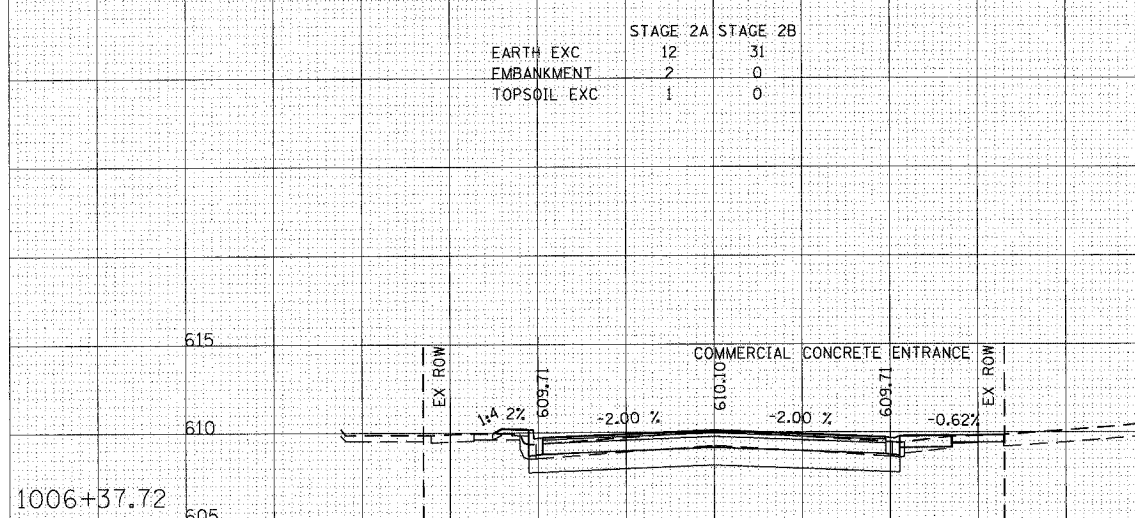 STAGE 2A STAGE 2B
EARTH EXC 12 31
EMBANKMENT 2 0
TOPSOIL EXC 1 0
615
COMMERCIAL CONCRETE ENTRANCE
EX ROW
609.71
610.10
609.71
EX ROW
1:4 2% -2.00 % -2.00 % -0.62%
610
1006+37.72
605